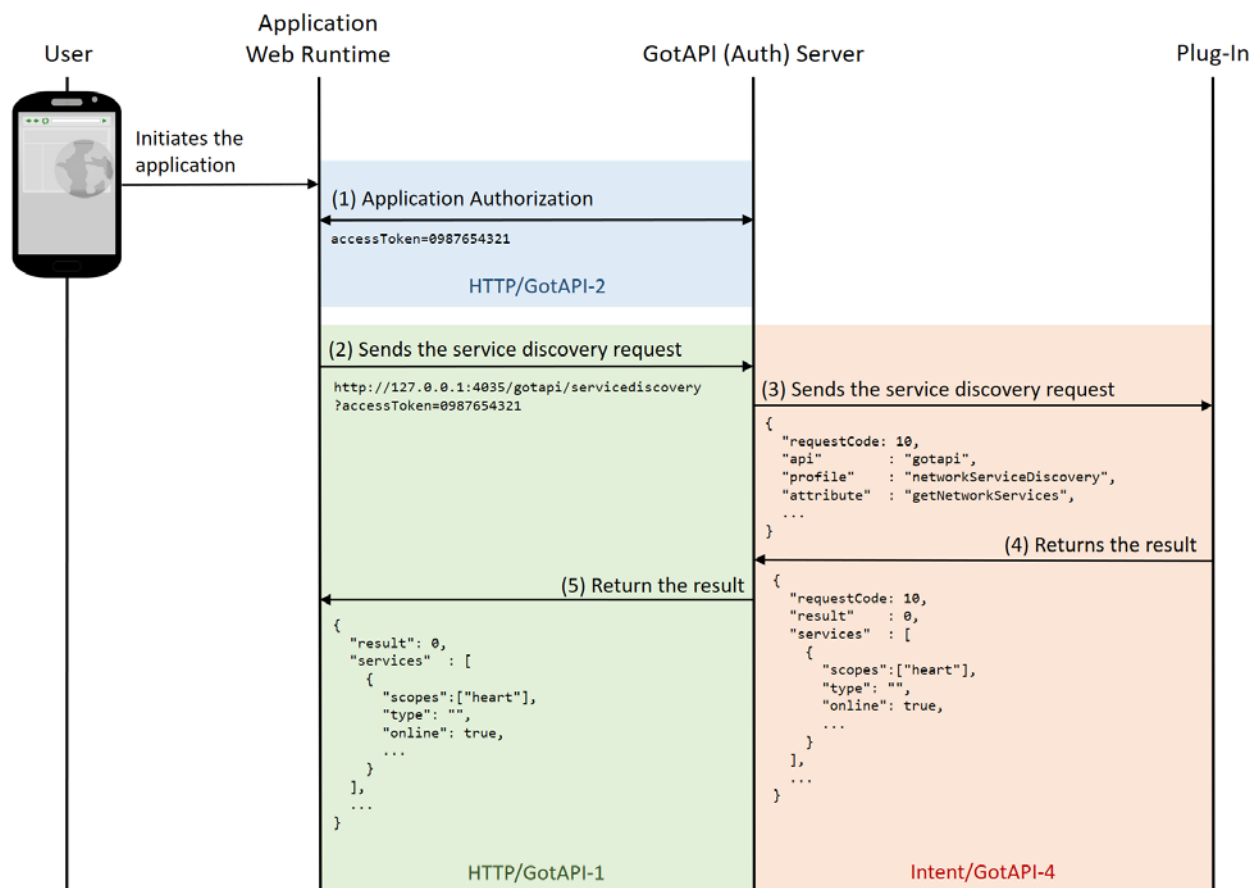 Application
User
Web Runtime
GotAPI (Auth) Server
Plug-In
Initiates the
application
(1) Application Authorization
accessToken=0987654321
HTTP/GotAPI-2
(2) Sends the service discovery request
http://127.0.0.1:4035/gotapi/servicediscovery
?accessToken=0987654321
(3) Sends the service discovery request
{
"requestCode: 10,
"api" : "gotapi",
"profile" : "networkServiceDiscovery",
"attribute" : "getNetworkServices",
...
}
(4) Returns the result
{
"requestCode: 10,
"result" : 0,
"services" : [
{
"scopes":["heart"],
"type": "",
"online": true,
...
}
],
...
}
(5) Return the result
{
"result": 0,
"services" : [
{
"scopes":["heart"],
"type": "",
"online": true,
...
}
],
...
}
HTTP/GotAPI-1
Intent/GotAPI-4